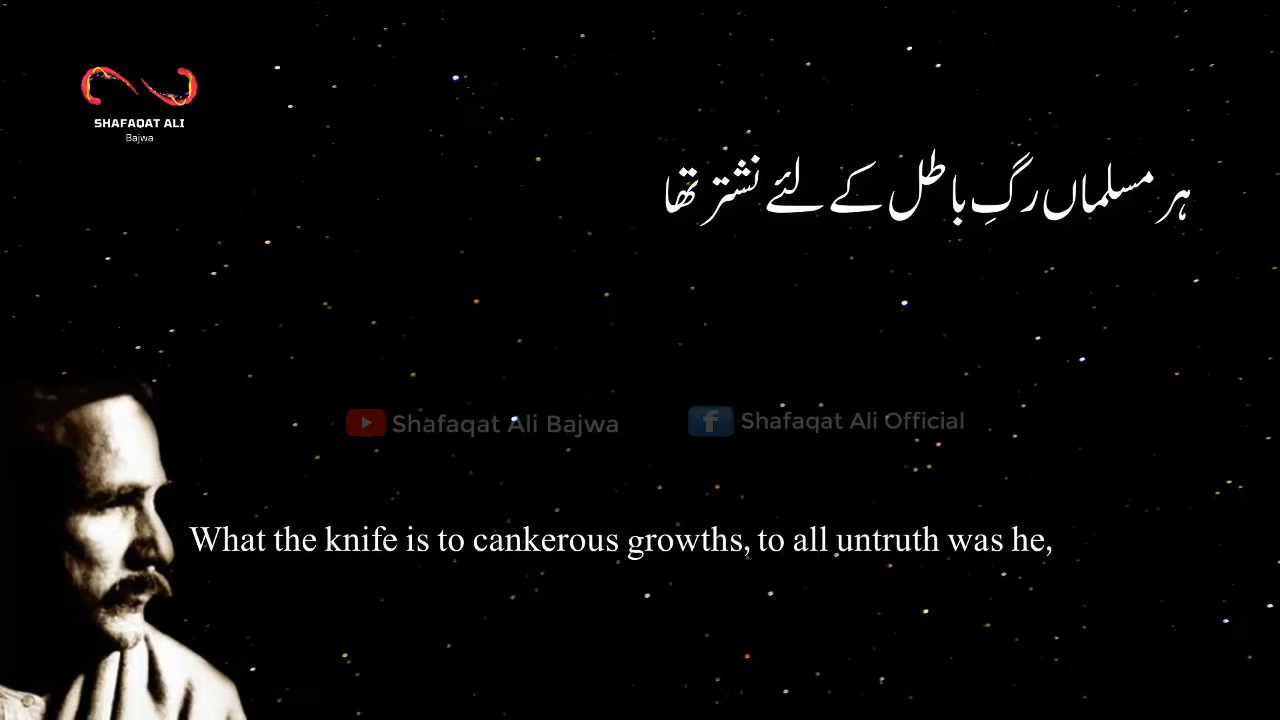 SHAFAQAT ALI
Bajwa
ہر مسلماں رگِ باطل کے لئے نشتر تھا
Shafaqat Ali Bajwa
Shafaqat Ali Official
What the knife is to cankerous growths, to all untruth was he,